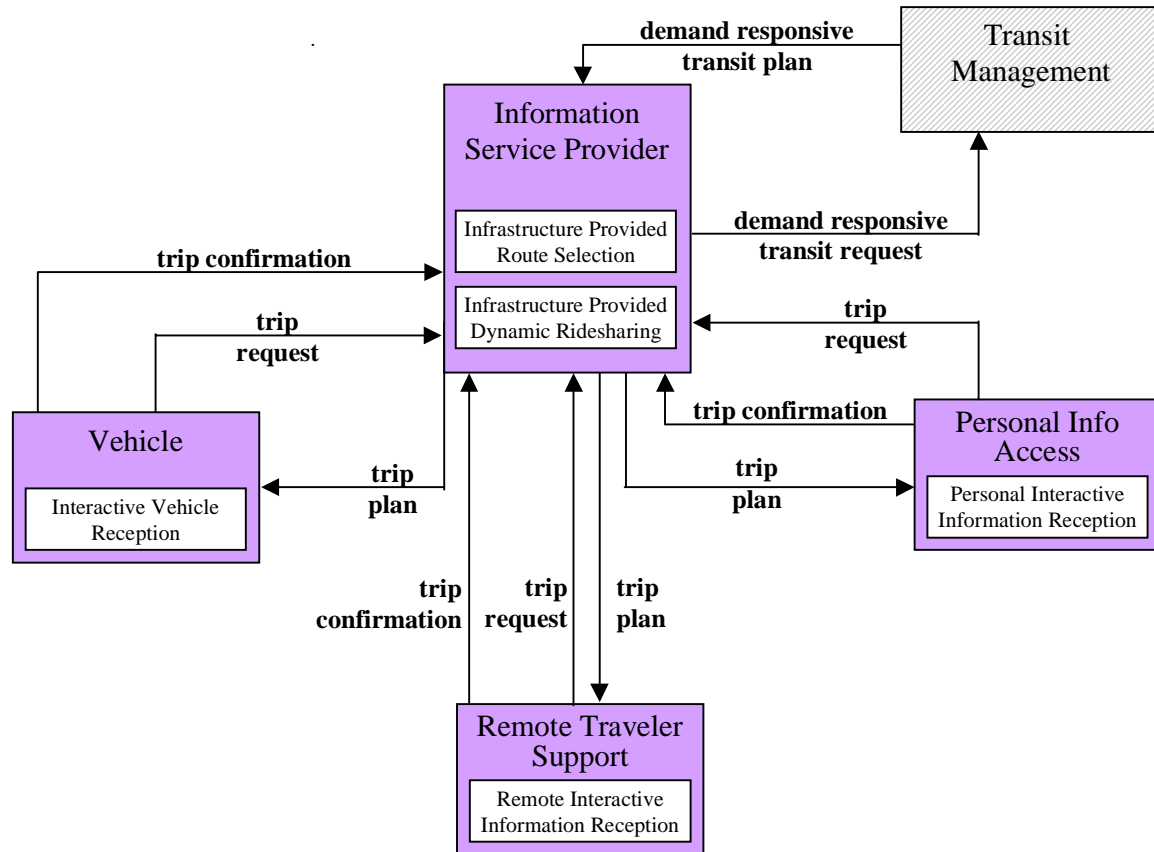 demand responsive
transit plan
Transit
Management
Information
Service Provider
Infrastructure Provided
Route Selection
demand responsive
transit request
trip confirmation
Infrastructure Provided
Dynamic Ridesharing
trip
request
trip
request
Vehicle
Interactive Vehicle
Reception
trip
plan
trip confirmation
trip
plan
Personal Info
Access
Personal Interactive
Information Reception
trip
confirmation
trip
request
trip
plan
Remote Traveler
Support
Remote Interactive
Information Reception